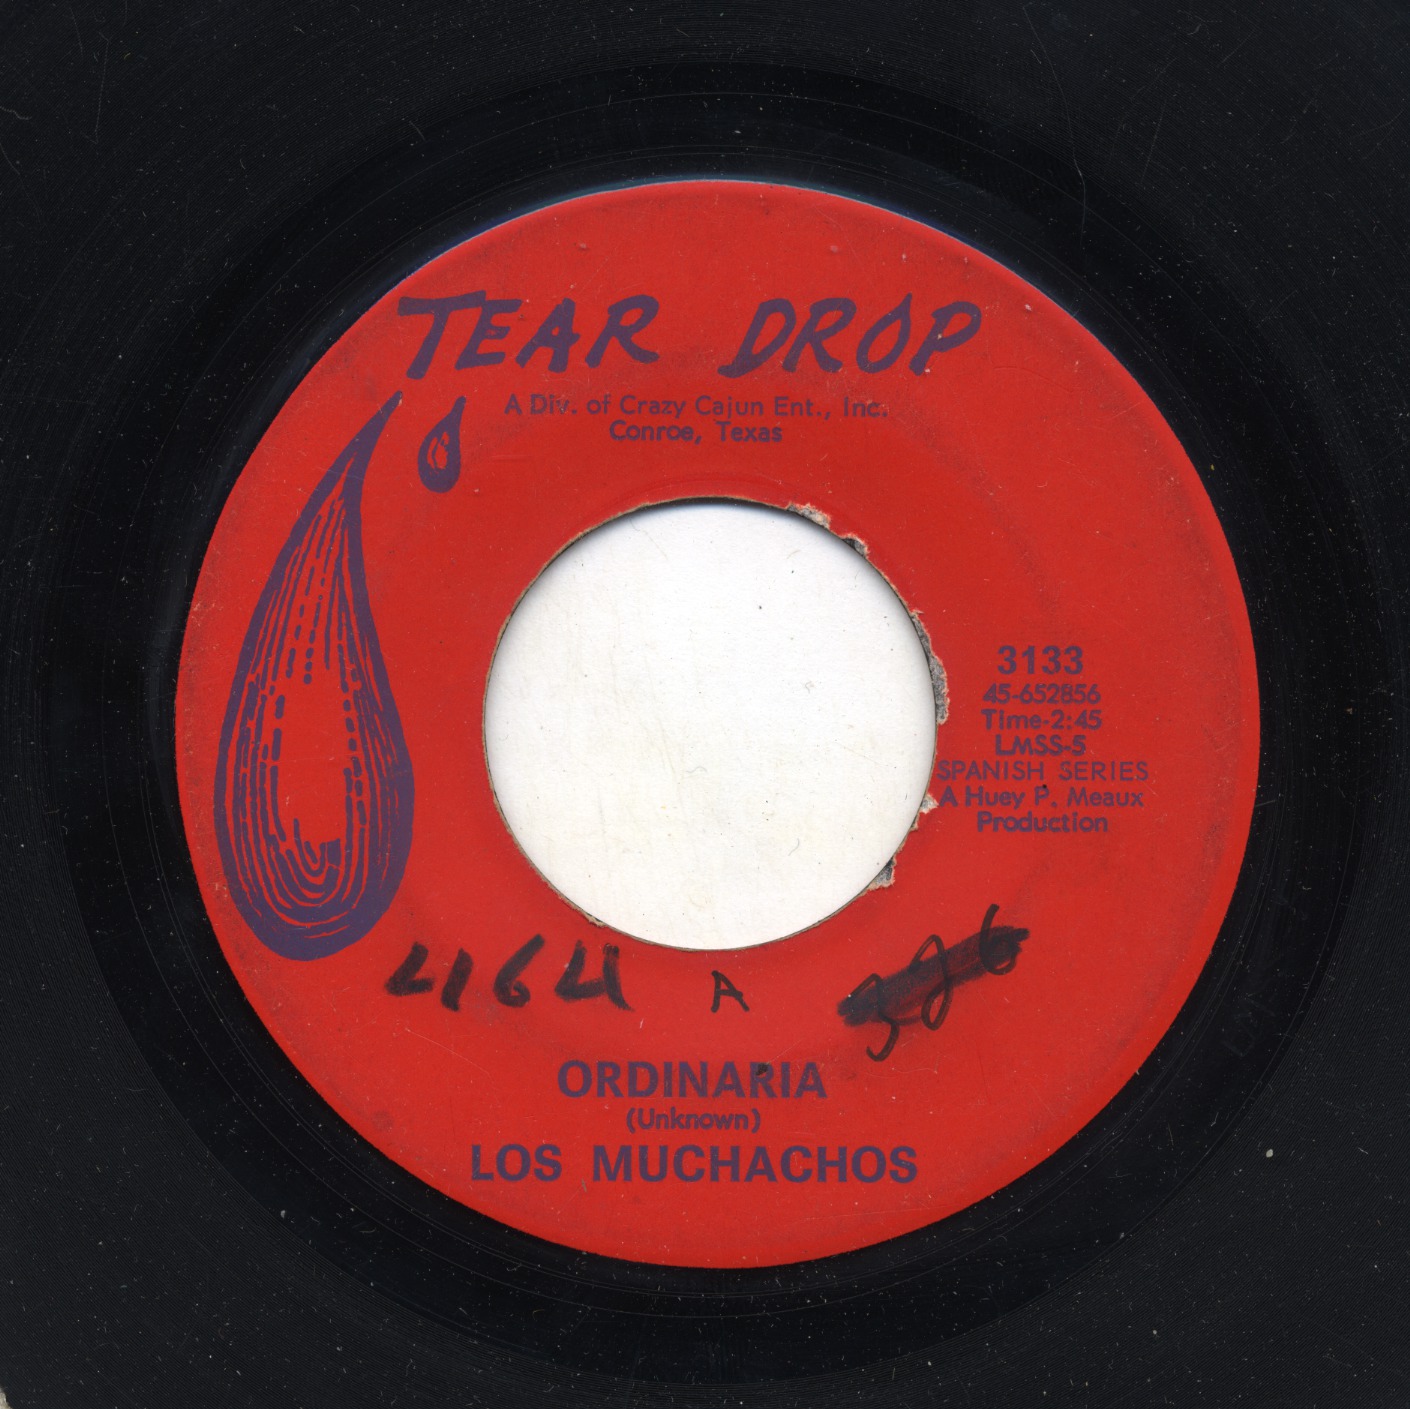 TEAR DROP
A Div. of Crazy Cajun Ent., Inc.
Conroe, Texas
3133
45-652856
Time-2:45
LMSS-5
SPANISH SERIES
A Huey P. Meaux
Production
4164 A
ORDINARIA
(Unknown)
LOS MUCHACHOS